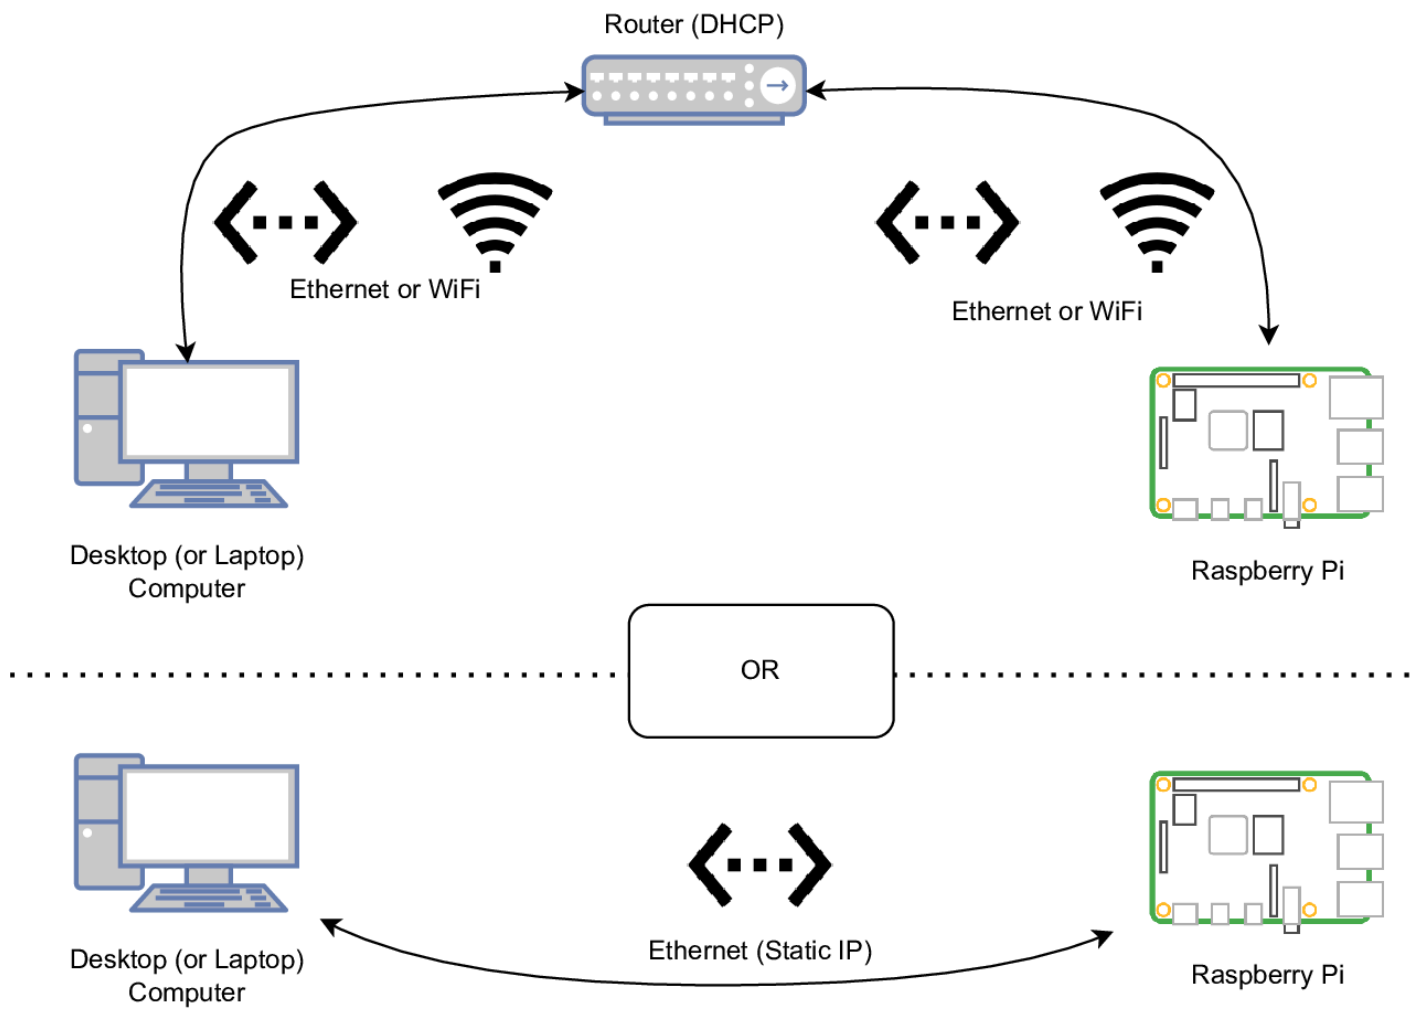 Router (DHCP)
Ethernet or WiFi
Ethernet or WiFi
Desktop (or Laptop)
Computer
Raspberry Pi
OR
Ethernet (Static IP)
Desktop (or Laptop)
Computer
Raspberry Pi